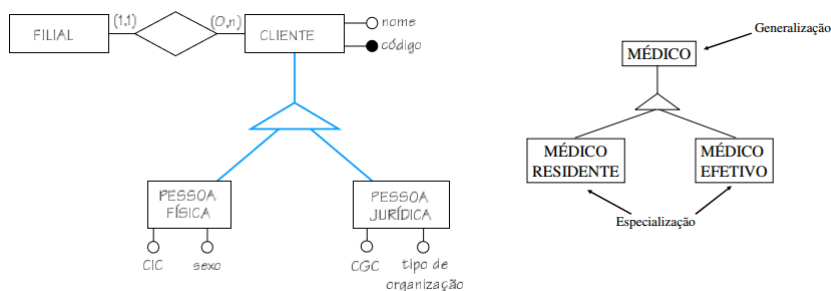 FILIAL
(1,1)
(0,n)
CLIENTE
nome
código
PESSOA
FÍSICA
PESSOA
JURÍDICA
CIC
sexo
CGC
tipo de
organização
Generalização
MÉDICO
MÉDICO
RESIDENTE
MÉDICO
EFETIVO
Especialização